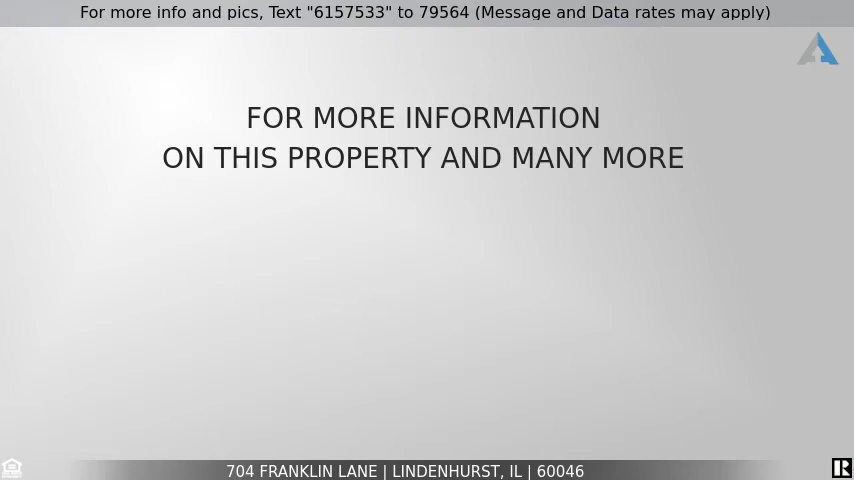 For more info and pics, Text "6157533" to 79564 (Message and Data rates may apply)
FOR MORE INFORMATION
ON THIS PROPERTY AND MANY MORE
704 FRANKLIN LANE | LINDENHURST, IL | 60046